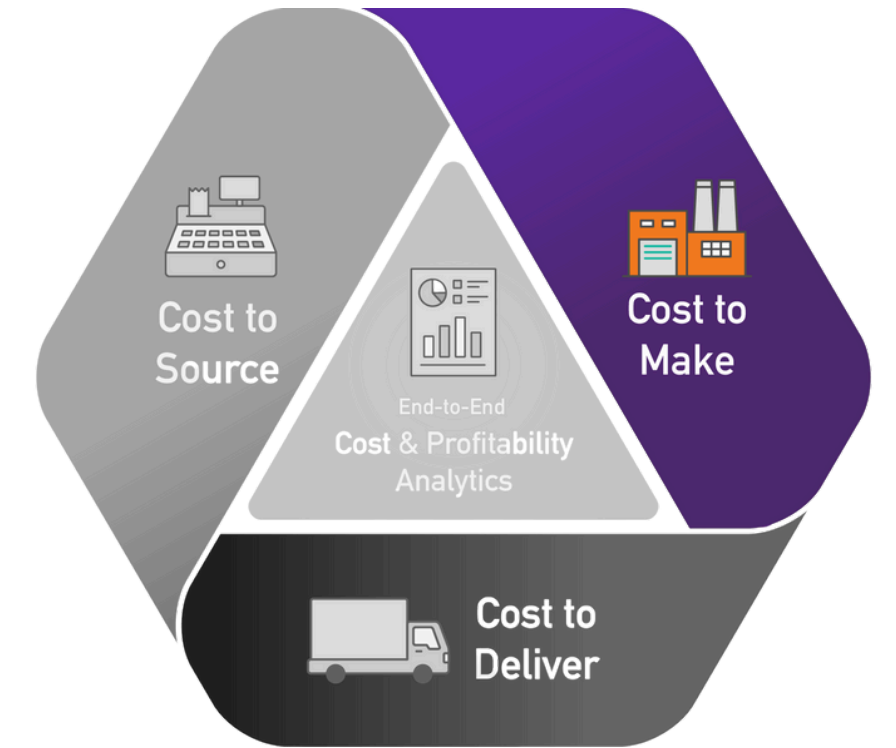 Cost to
Source
Cost to
Make
End-to-End
Cost & Profitability
Analytics
Cost to
Deliver